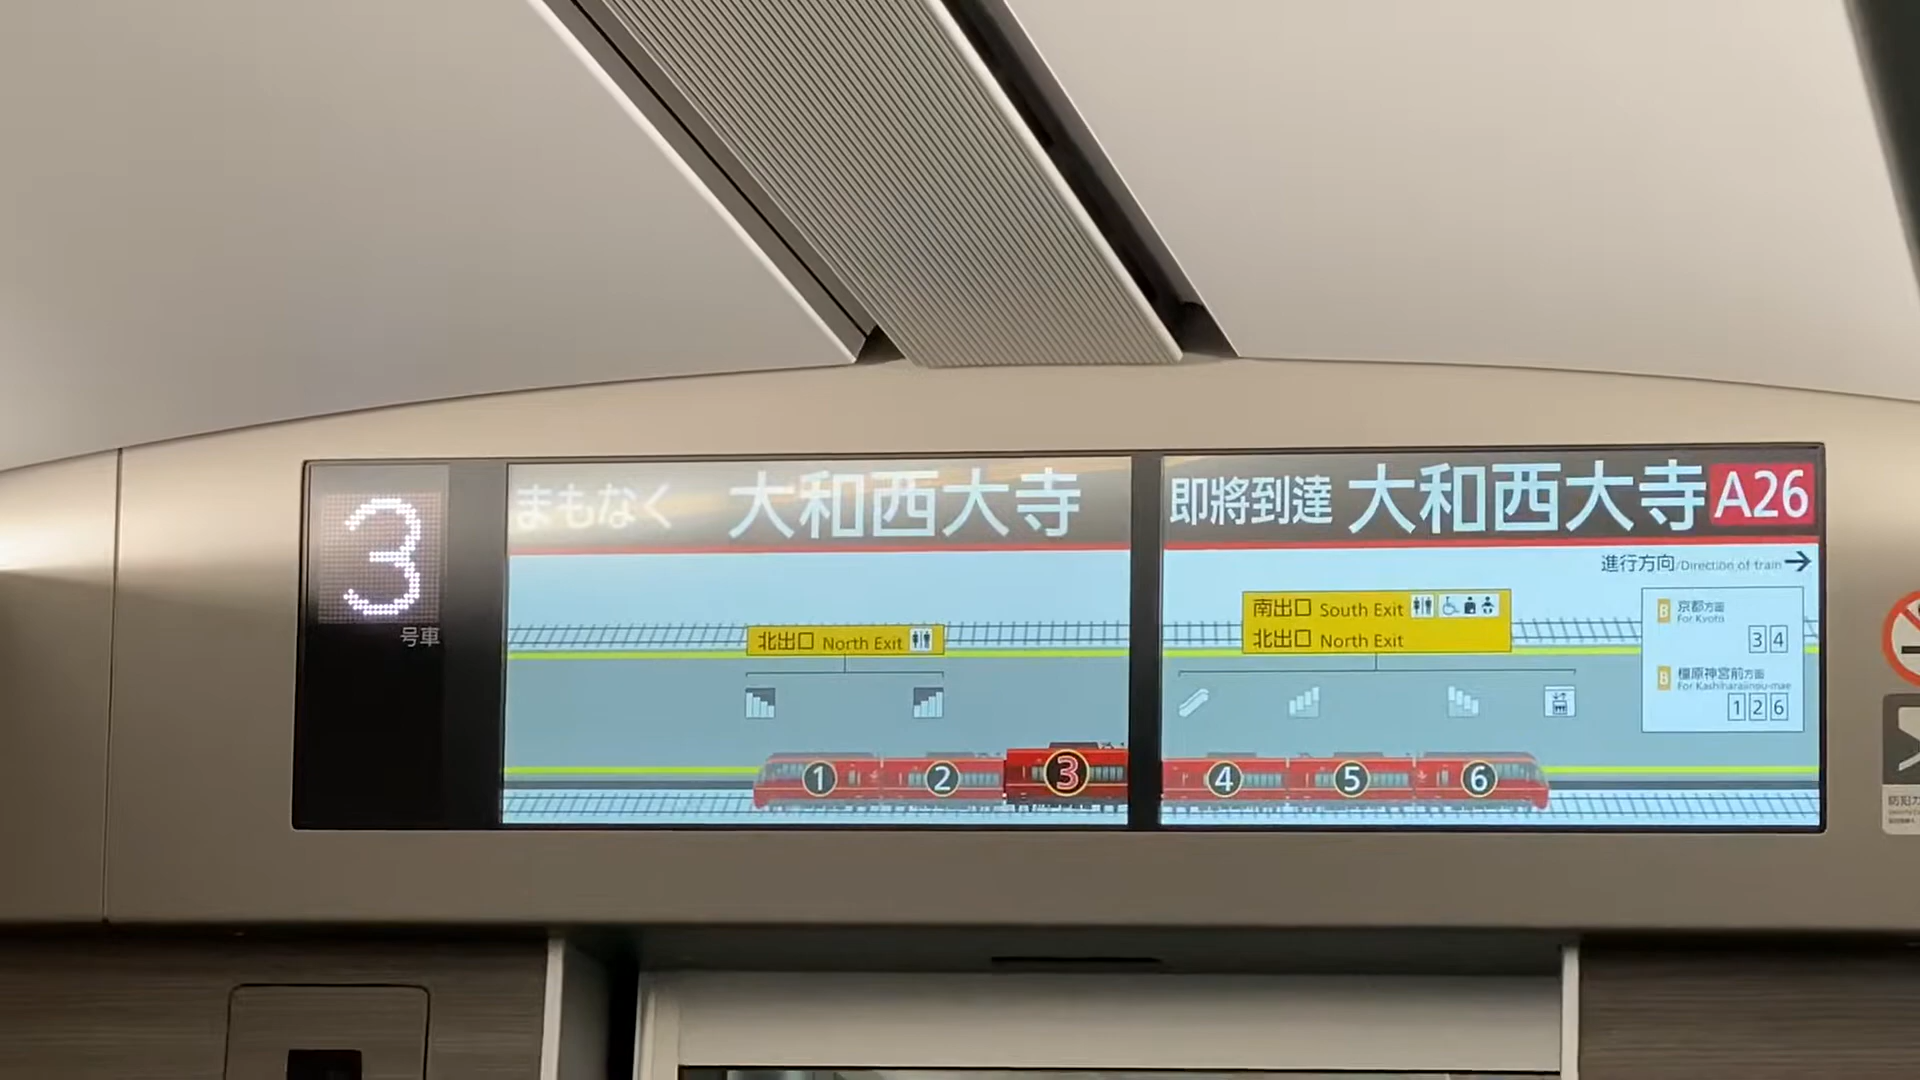 3
号車
まもなく 大和西大寺
北出口 North Exit
1 2 3
即將到達 大和西大寺 A26
進行方向/Direction of train →
南出口 South Exit
北出口 North Exit
B 京都方面
For Kyoto
3 4
B 橿原神宮前方面
For Kashiharajingu-mae
1 2 6
4 5 6